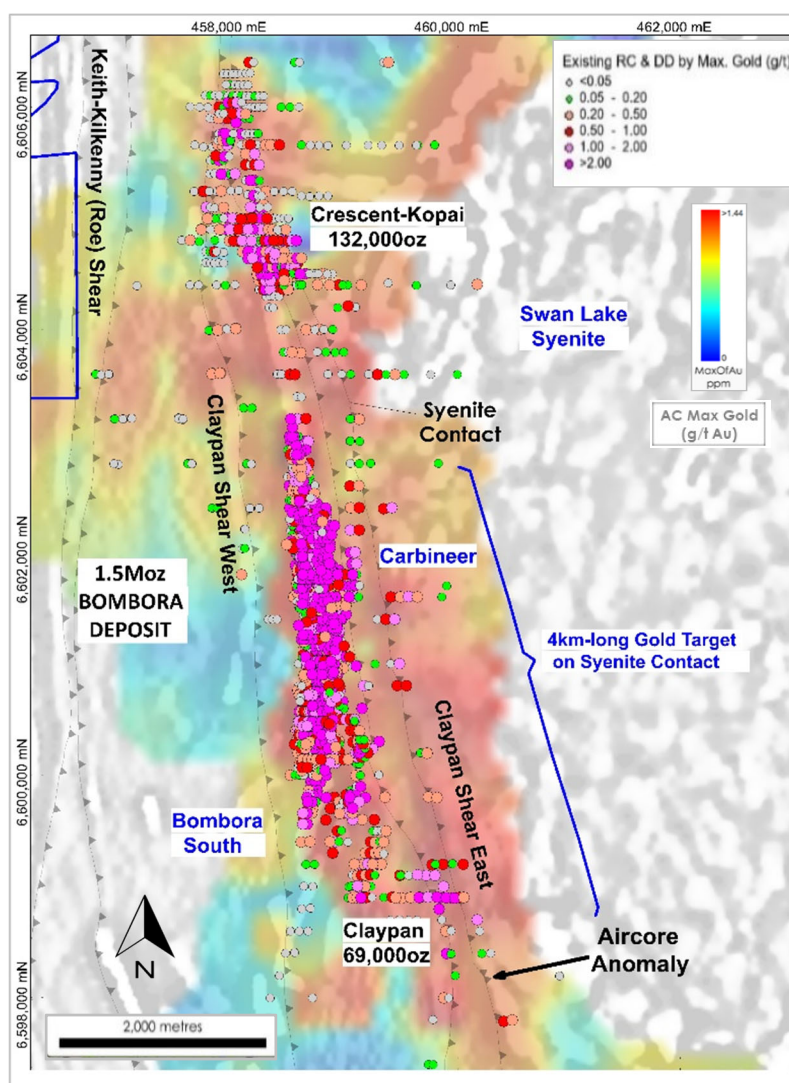 458,000 mE
460,000 mE
462,000 mE
6,606,000 mN
6,604,000 mN
6,602,000 mN
6,600,000 mN
6,598,000 mN
Existing RC & DD by Max. Gold (g/t)
<0.05
0.05 - 0.20
0.20 - 0.50
0.50 - 1.00
1.00 - 2.00
>2.00
Keith-Kilkenny (Roe) Shear
Crescent-Kopai
132,000oz
>1.44
0
MaxOfAu
ppm
AC Max Gold
(g/t Au)
Swan Lake
Syenite
Syenite
Contact
Claypan Shear West
Carbineer
1.5Moz
BOMBORA
DEPOSIT
4km-long Gold Target
on Syenite Contact
Claypan Shear East
Bombora
South
Claypan
69,000oz
Aircore
Anomaly
N
2,000 metres